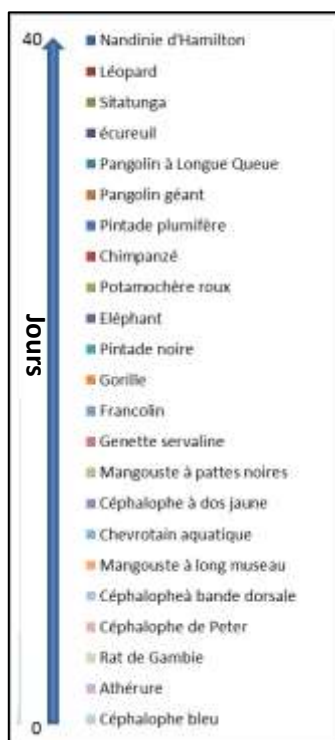 40
Nandinie d'Hamilton
Léopard
Sitatunga
écureuil
Pangolin à Longue Queue
Pangolin géant
Pintade plumifère
Chimpanzé
Potamochère roux
Eléphant
Pintade noire
Jours
Gorille
Francolin
Genette servaline
Mangouste à pattes noires
Céphalophe à dos jaune
Chevrotain aquatique
Mangouste à long museau
Céphalopheà bande dorsale
Céphalophe de Peter
Rat de Gambie
Athérure
0
Céphalophe bleu